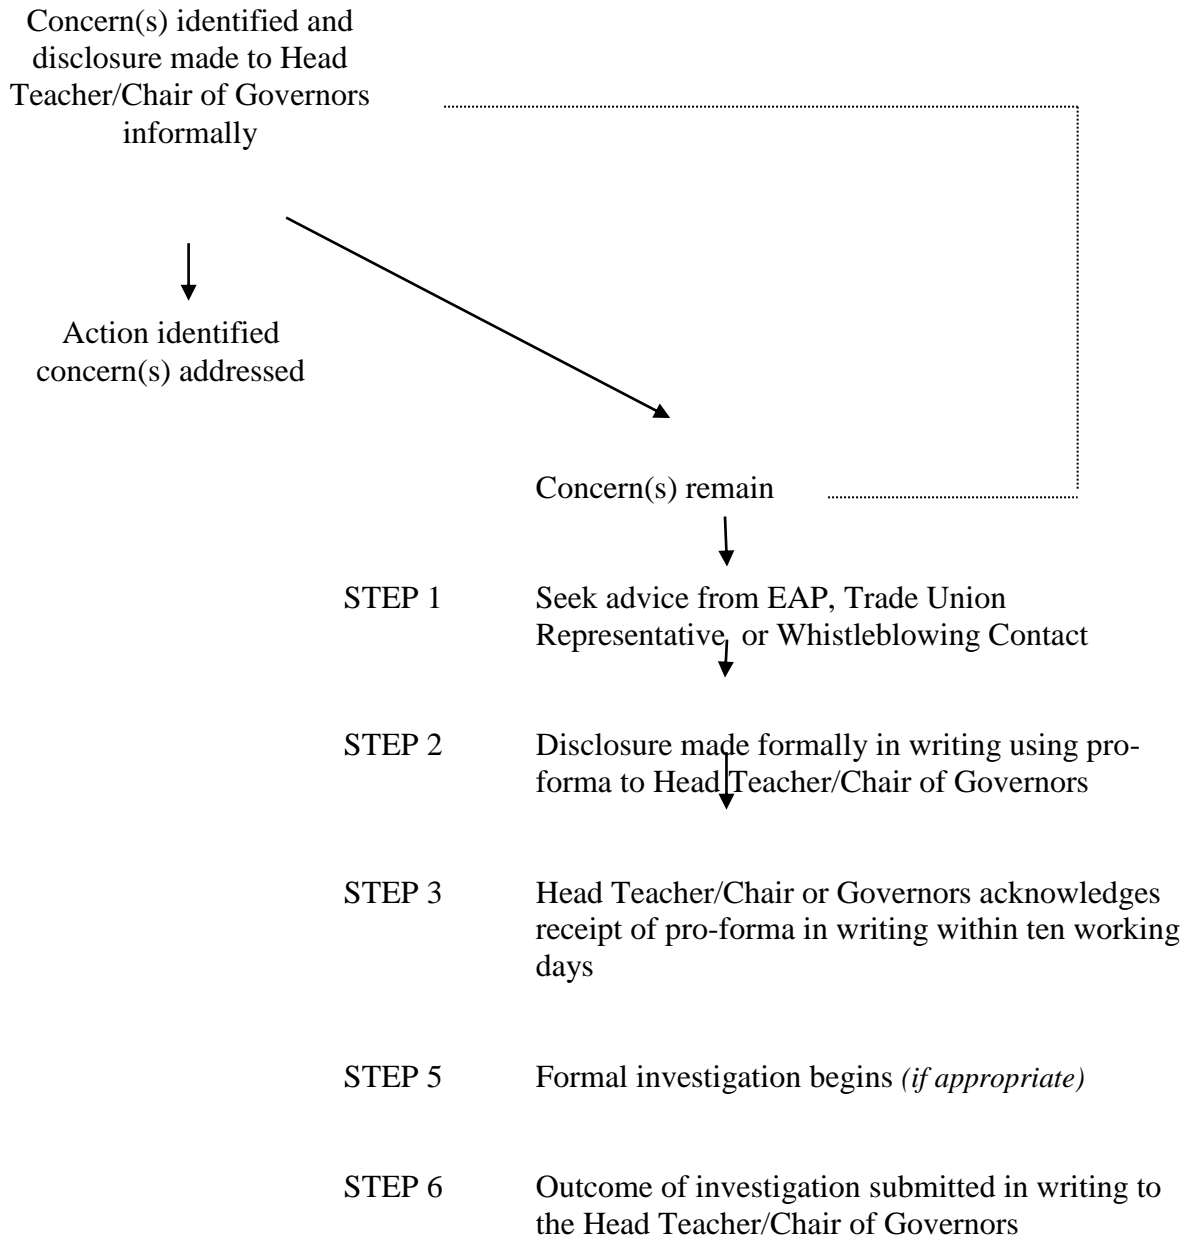 Concern(s) identified and
disclosure made to Head
Teacher/Chair of Governors
informally
Action identified
concern(s) addressed
Concern(s) remain
STEP 1 Seek advice from EAP, Trade Union
Representative or Whistleblowing Contact
STEP 2 Disclosure made formally in writing using pro-
forma to Head Teacher/Chair of Governors
STEP 3 Head Teacher/Chair or Governors acknowledges
receipt of pro-forma in writing within ten working
days
STEP 5 Formal investigation begins (if appropriate)
STEP 6 Outcome of investigation submitted in writing to
the Head Teacher/Chair of Governors